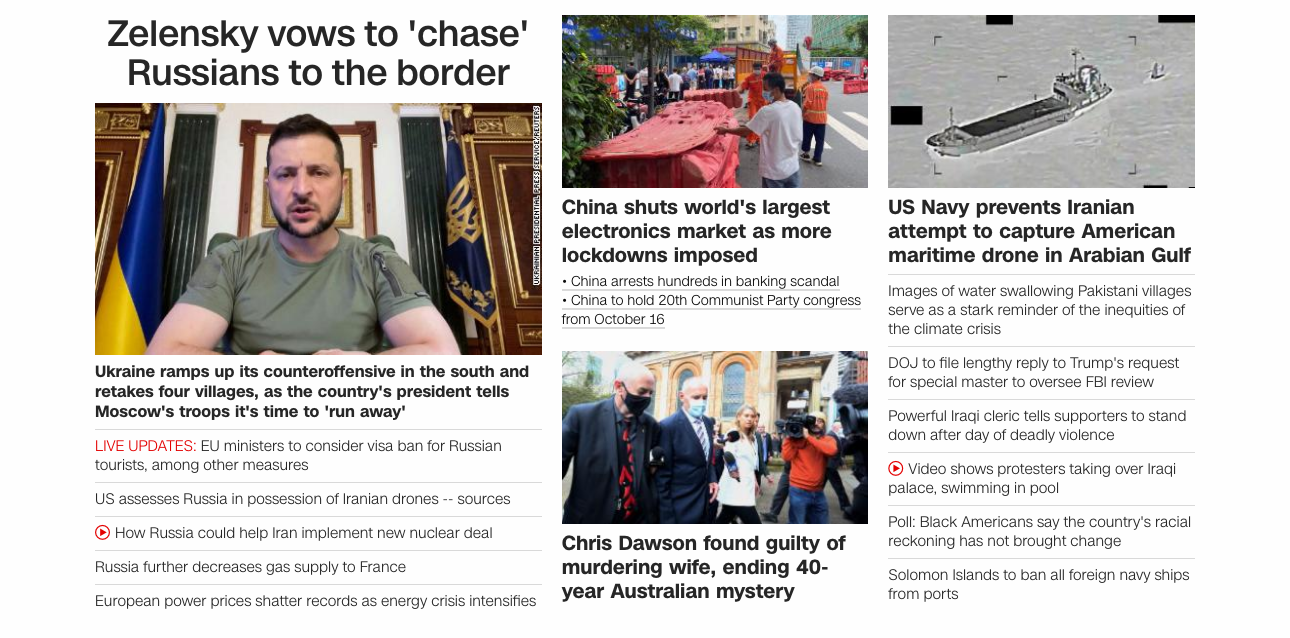 Zelensky vows to 'chase'
Russians to the border
UKRAINIAN PRESIDENTIAL PRESS SERVICE/REUTERS
Ukraine ramps up its counteroffensive in the south and
retakes four villages, as the country's president tells
Moscow's troops it's time to 'run away'
LIVE UPDATES: EU ministers to consider visa ban for Russian
tourists, among other measures
US assesses Russia in possession of Iranian drones -- sources
How Russia could help Iran implement new nuclear deal
Russia further decreases gas supply to France
European power prices shatter records as energy crisis intensifies
China shuts world's largest
electronics market as more
lockdowns imposed
• China arrests hundreds in banking scandal
• China to hold 20th Communist Party congress
from October 16
Chris Dawson found guilty of
murdering wife, ending 40-
year Australian mystery
US Navy prevents Iranian
attempt to capture American
maritime drone in Arabian Gulf
Images of water swallowing Pakistani villages
serve as a stark reminder of the inequities of
the climate crisis
DOJ to file lengthy reply to Trump's request
for special master to oversee FBI review
Powerful Iraqi cleric tells supporters to stand
down after day of deadly violence
Video shows protesters taking over Iraqi
palace, swimming in pool
Poll: Black Americans say the country's racial
reckoning has not brought change
Solomon Islands to ban all foreign navy ships
from ports